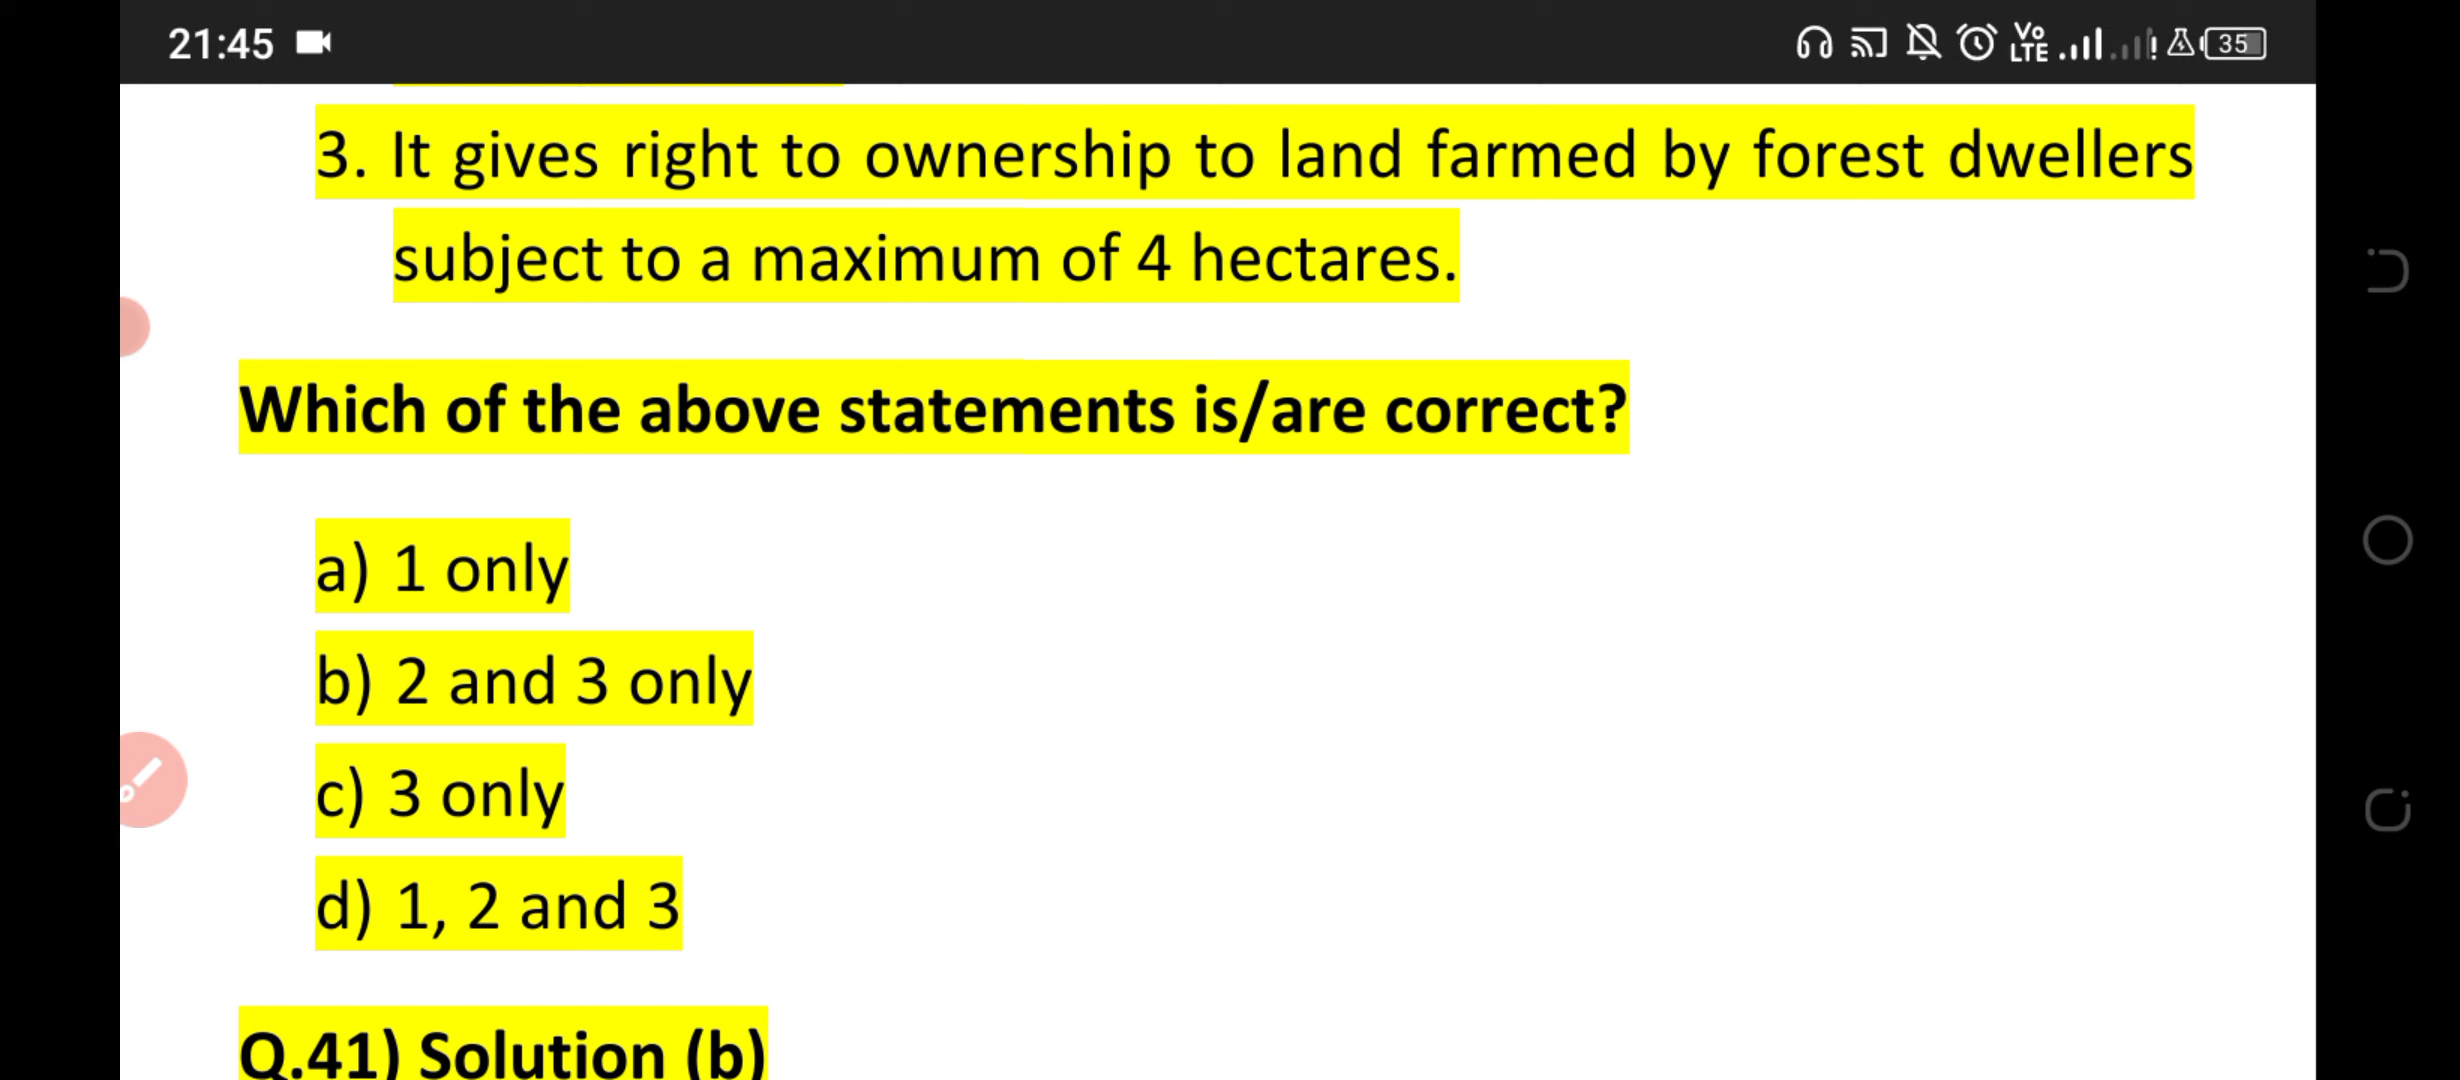 21:45
Vo
LTE
35
3. It gives right to ownership to land farmed by forest dwellers
subject to a maximum of 4 hectares.
Which of the above statements is/are correct?
a) 1 only
b) 2 and 3 only
c) 3 only
d) 1, 2 and 3
Q.41) Solution (b)